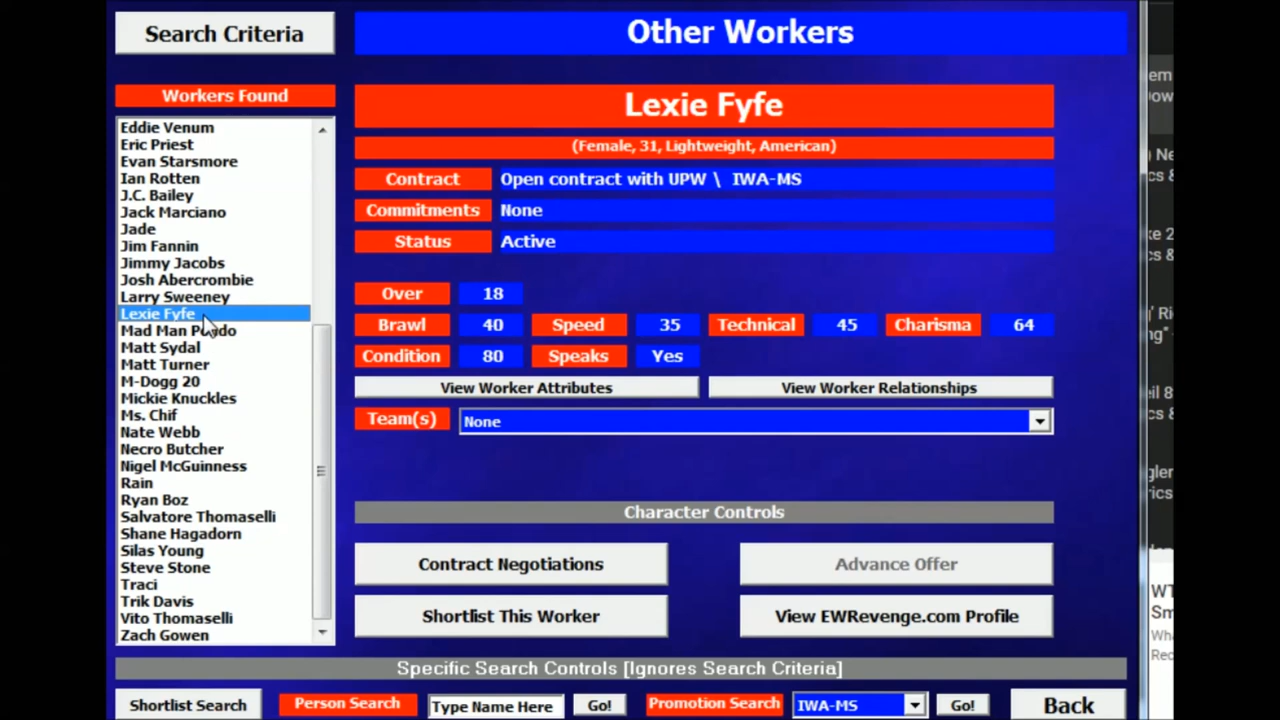 Search Criteria
Other Workers
Workers Found
Eddie Venum
Eric Priest
Evan Starsmore
Ian Rotten
J.C. Bailey
Jack Marciano
Jade
Jim Fannin
Jimmy Jacobs
Josh Abercrombie
Larry Sweeney
Lexie Fyfe
Mad Man
Matt Sydal
Matt Turner
M-Dogg 20
Mickie Knuckles
Ms. Chif
Nate Webb
Necro Butcher
Nigel McGuinness
Rain
Ryan Boz
Salvatore Thomaselli
Shane Hagadorn
Silas Young
Steve Stone
Traci
Trik Davis
Vito Thomaselli
Zach Gowen
Lexie Fyfe
(Female, 31, Lightweight, American)
Contract Open contract with UPW \ IWA-MS
Commitments None
Status Active
Over 18
Brawl 40 Speed 35 Technical 45 Charisma 64
Condition 80 Speaks Yes
View Worker Attributes View Worker Relationships
Team(s) None
Character Controls
Contract Negotiations Advance Offer
Shortlist This Worker View EWRevenge.com Profile
Specific Search Controls [Ignores Search Criteria]
Shortlist Search Person Search Type Name Here Go! Promotion Search IWA-MS Go! Back